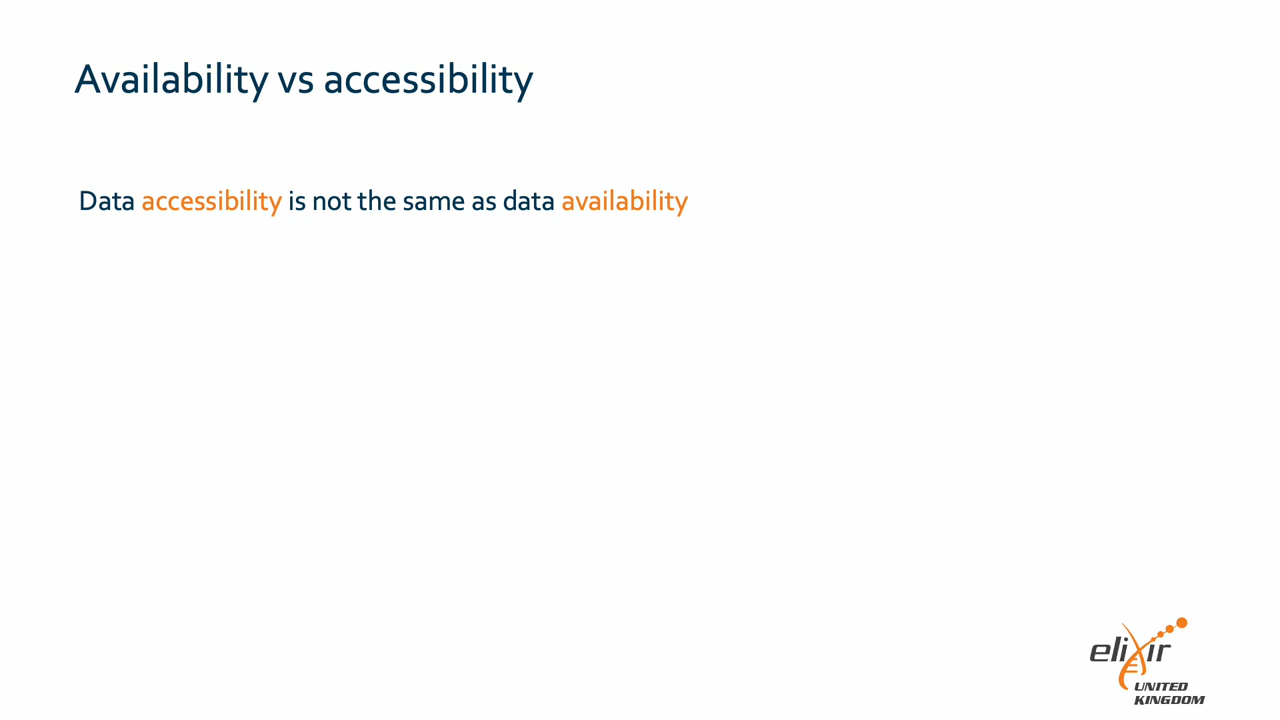 Availability vs accessibility
Data accessibility is not the same as data availability
elixir
UNITED
KINGDOM